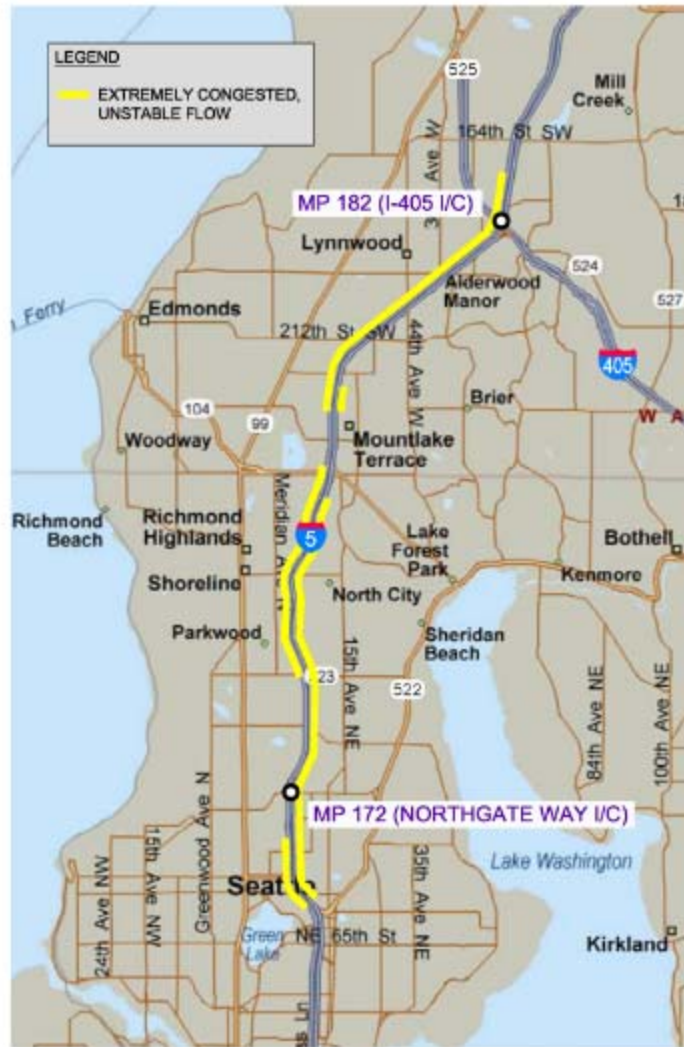 LEGEND
EXTREMELY CONGESTED,
UNSTABLE FLOW
525
Mill
Creek
164th St SW
MP 182 (I-405 I/C)
Lynnwood
Alderwood
Manor
524
527
Ferry
Edmonds
212th St SW
44th Ave W
405
Brier
W A
104
99
Woodway
Mountlake
Terrace
Meridian Ave N
Richmond
Beach
Richmond
Highlands
5
Lake
Forest
Park
Bothell
Shoreline
North City
Kenmore
Parkwood
15th Ave NE
Sheridan
Beach
522
84th Ave NE
100th Ave NE
Greenwood Ave N
MP 172 (NORTHGATE WAY I/C)
15th Ave NW
24th Ave NW
35th Ave NE
Lake Washington
Seattle
Green
Lake
NE 65th St
Kirkland